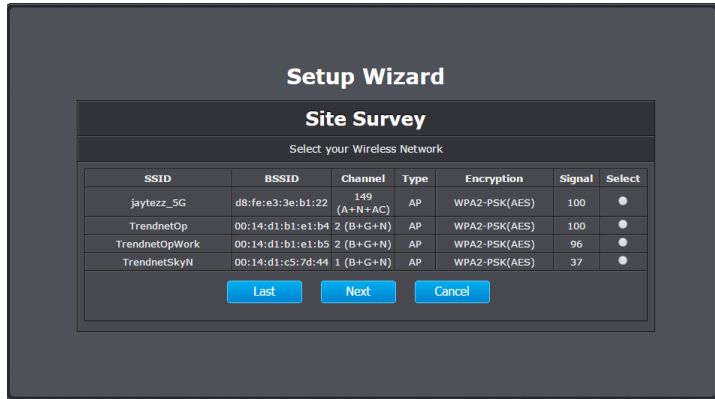 Setup Wizard
Site Survey
Select your Wireless Network
SSID BSSID Channel Type Encryption Signal Select
jaytezz_5G d8:fe:e3:3e:b1:22 149 (A+N+AC) AP WPA2-PSK(AES) 100
TrendnetOp 00:14:d1:b1:e1:b4 2 (B+G+N) AP WPA2-PSK(AES) 100
TrendnetOpWork 00:14:d1:b1:e1:b5 2 (B+G+N) AP WPA2-PSK(AES) 96
TrendnetSkyN 00:14:d1:c5:7d:44 1 (B+G+N) AP WPA2-PSK(AES) 37
Last Next Cancel